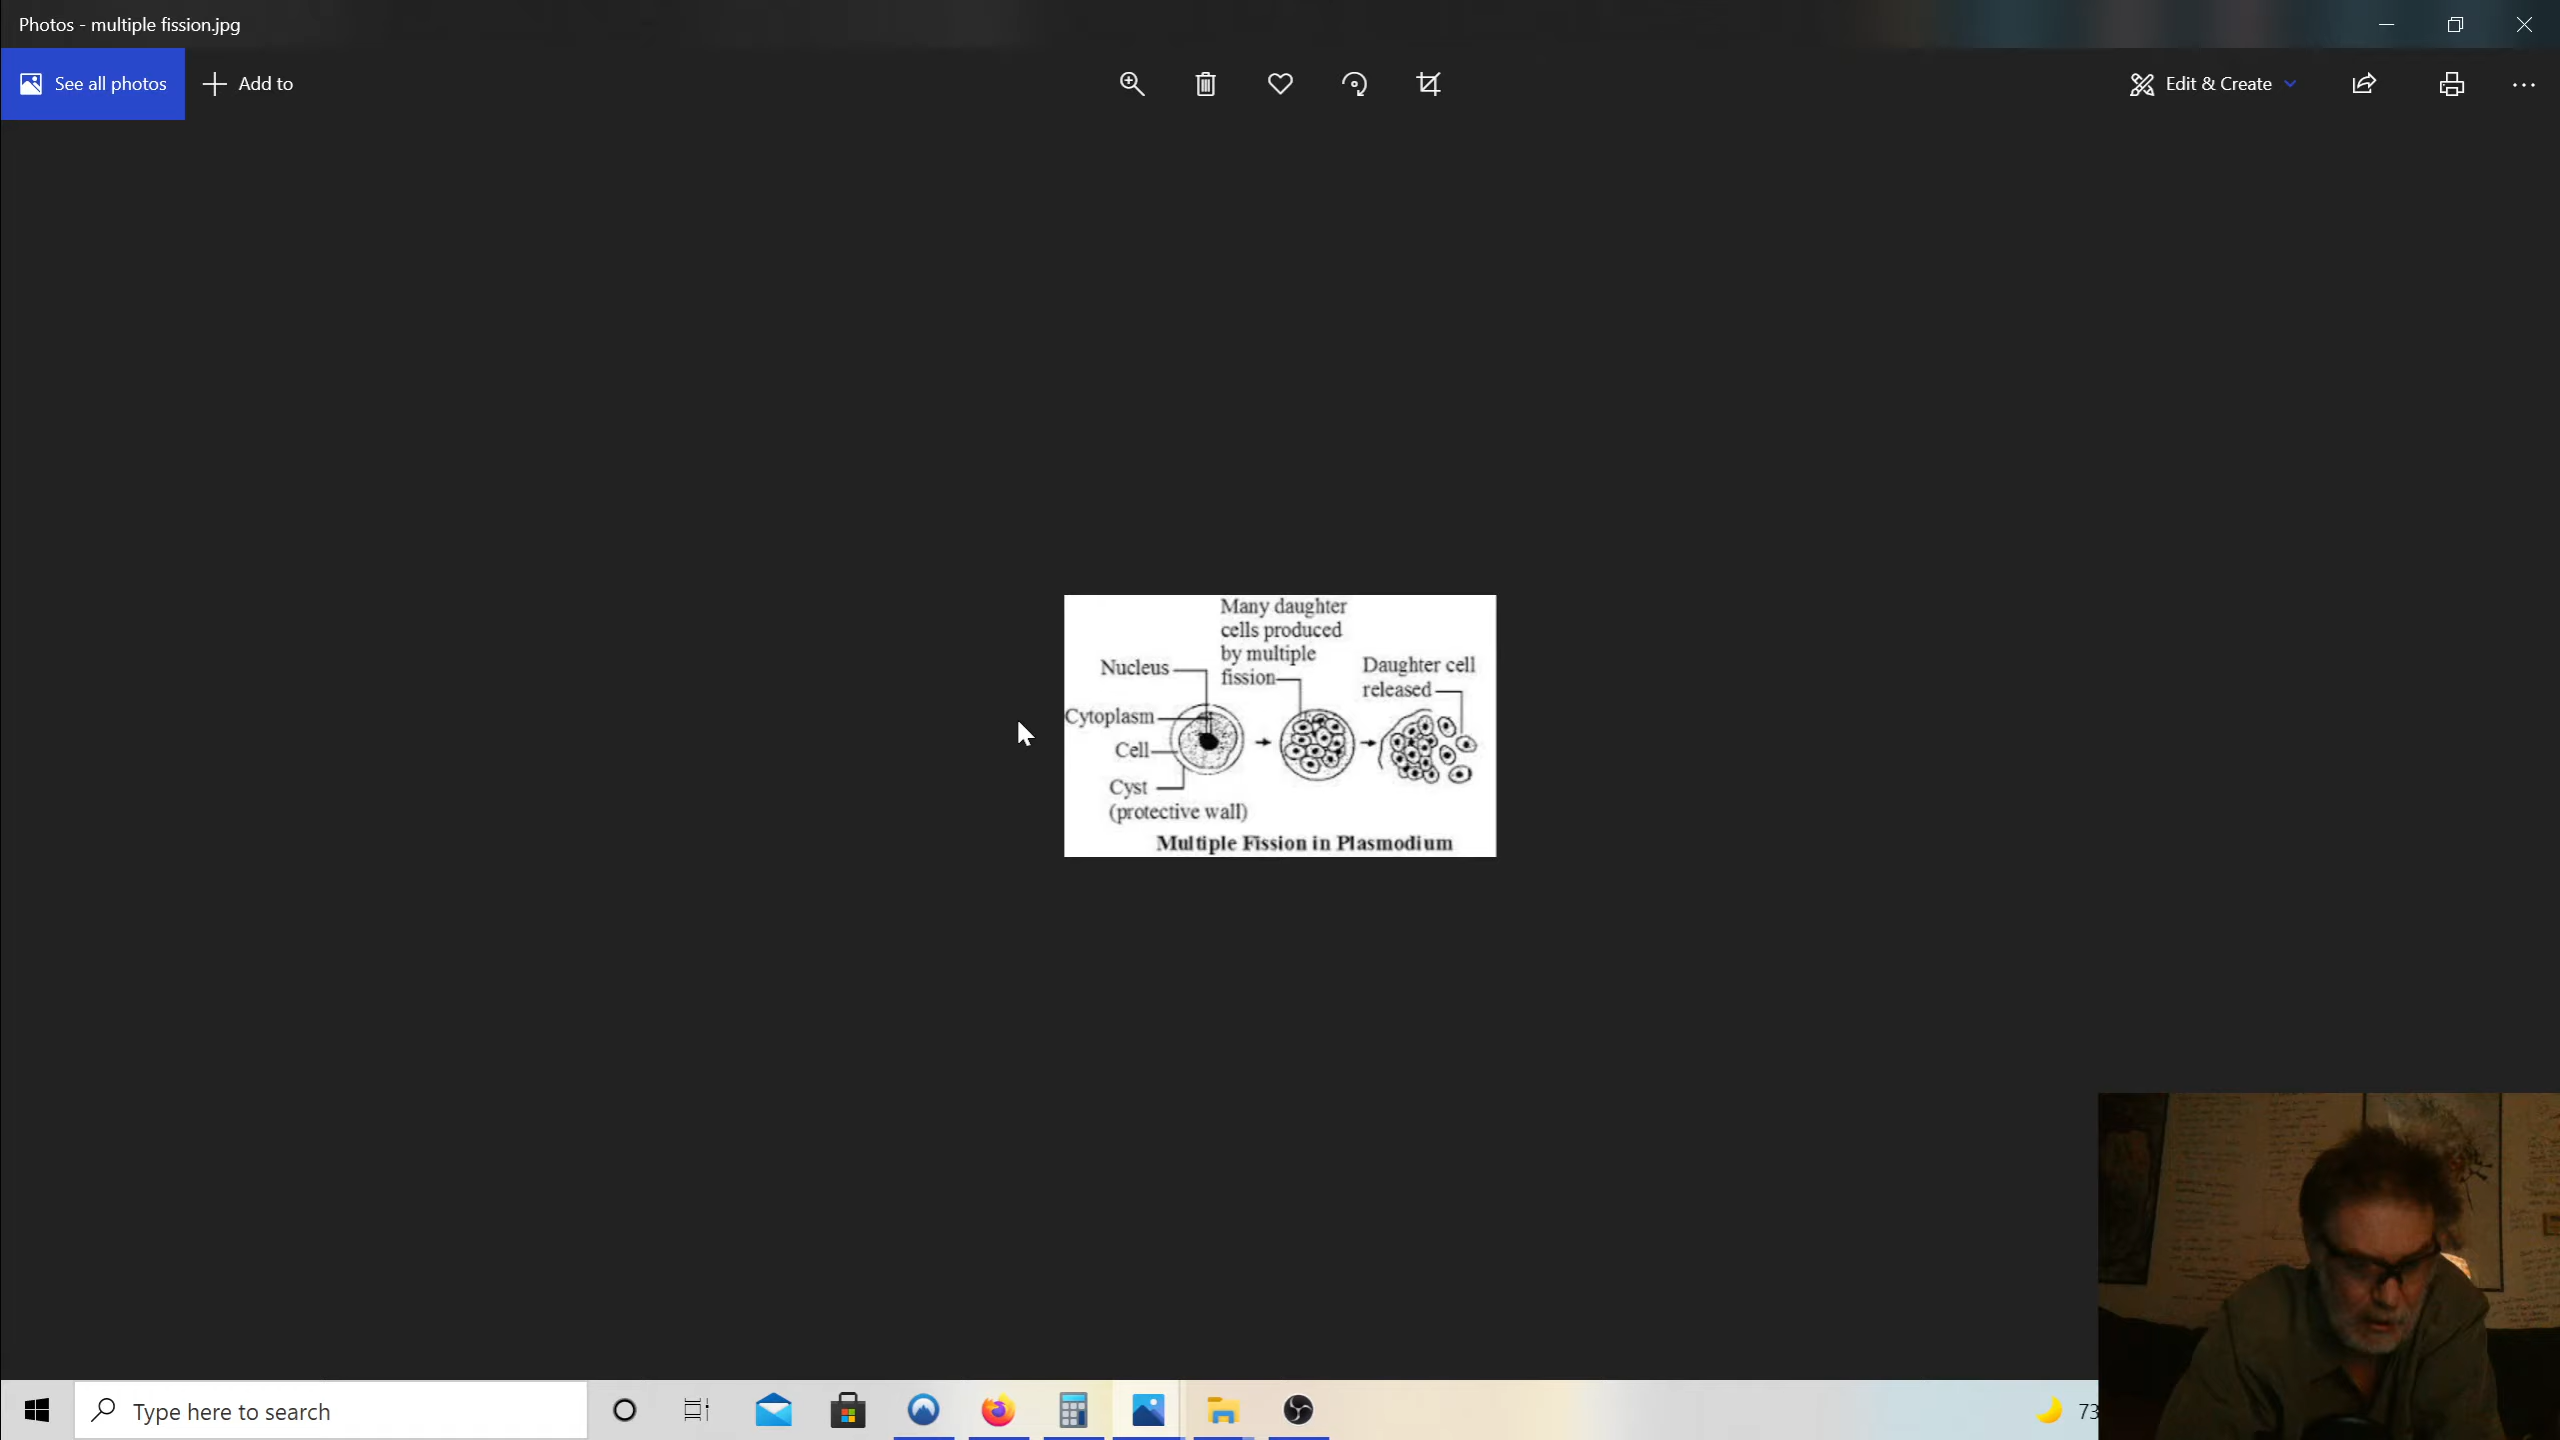 Photos - multiple fission.jpg
See all photos
Add to
Edit & Create
Many daughter
cells produced
by multiple
fission
Nucleus
Daughter cell
released
Cytoplasm
Cell
Cyst
(protective wall)
Multiple Fission in Plasmodium
Type here to search
73